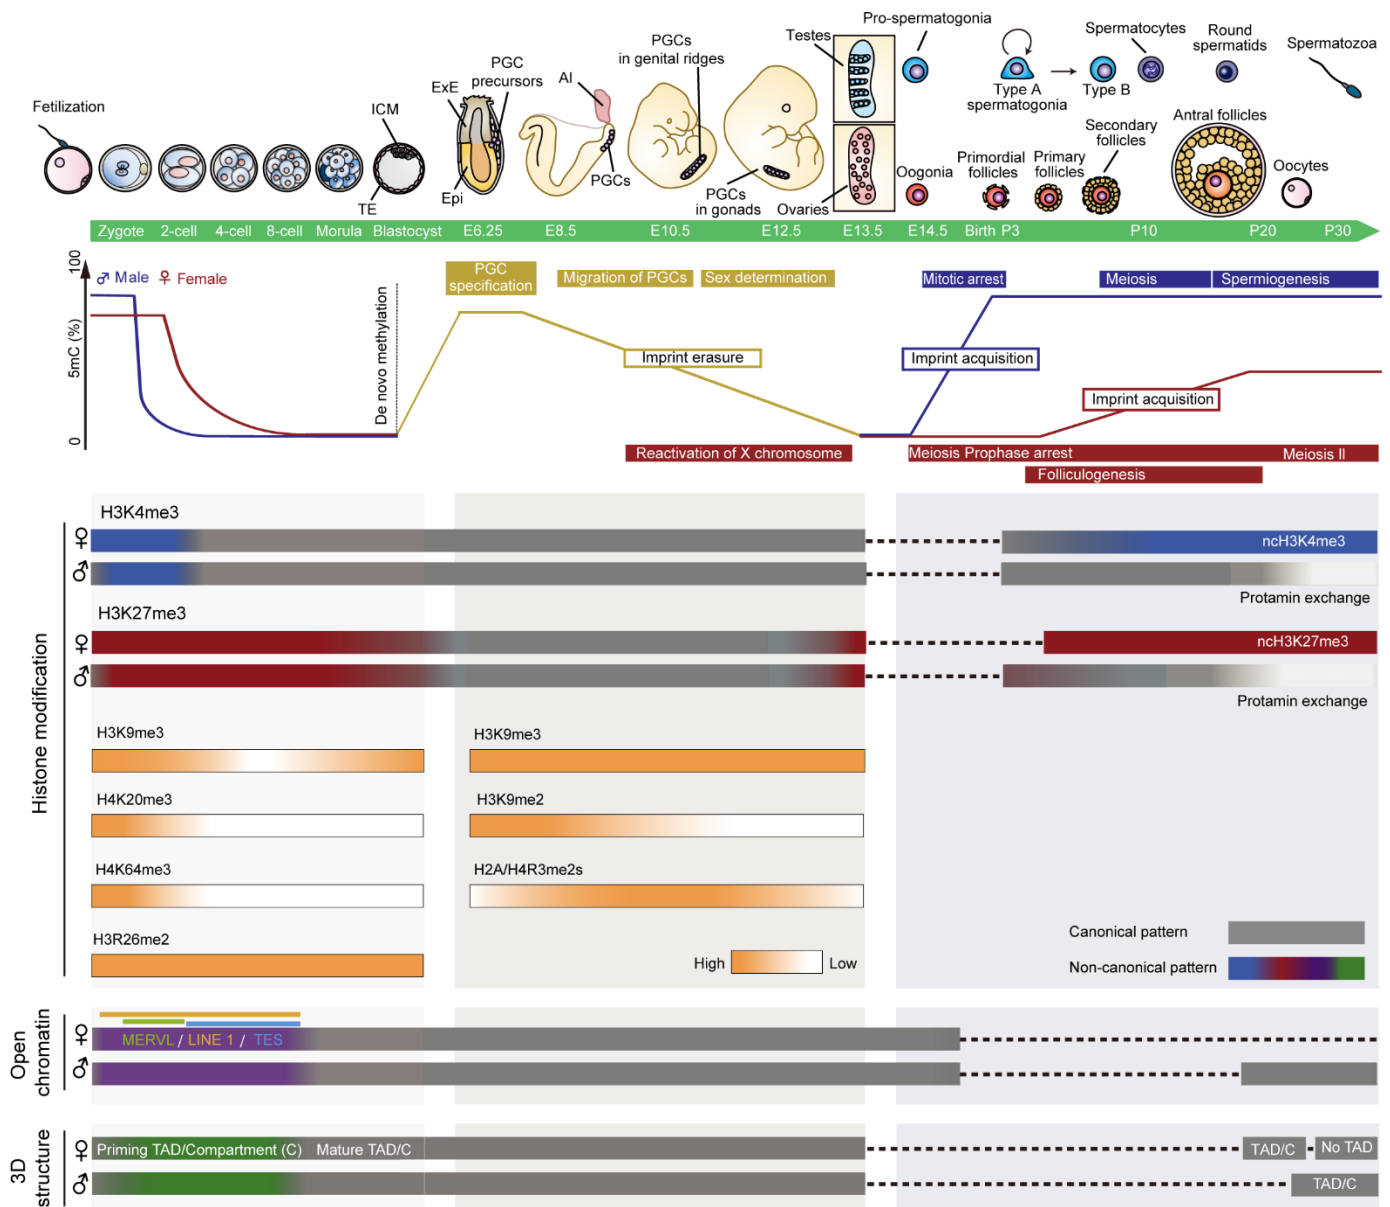 Fetilization
ICM
TE
ExE
PGC
precursors
Epi
Al
PGCs
PGCs
in genital ridges
PGCs
in gonads
Testes
Ovaries
Pro-spermatogonia
Oogonia
Type A
spermatogonia
Type B
Spermatocytes
Round
spermatids
Spermatozoa
Primordial
follicles
Primary
follicles
Secondary
follicles
Antral follicles
Oocytes
Zygote 2-cell 4-cell 8-cell Morula Blastocyst E6.25 E8.5 E10.5 E12.5 E13.5 E14.5 Birth P3 P10 P20 P30
100
5mC (%)
0
♂ Male ♀ Female
De novo methylation
PGC
specification
Migration of PGCs
Sex determination
Mitotic arrest
Meiosis
Spermiogenesis
Imprint erasure
Imprint acquisition
Imprint acquisition
Reactivation of X chromosome
Meiosis Prophase arrest
Meiosis II
Folliculogenesis
Histone modification
H3K4me3
♀
ncH3K4me3
♂
Protamin exchange
H3K27me3
♀
ncH3K27me3
♂
Protamin exchange
H3K9me3
H3K9me3
H4K20me3
H3K9me2
H4K64me3
H2A/H4R3me2s
H3R26me2
High
Low
Canonical pattern
Non-canonical pattern
Open
chromatin
♀
MERVL / LINE 1 / TES
♂
3D
structure
♀
Priming TAD/Compartment (C) Mature TAD/C
TAD/C
No TAD
♂
TAD/C